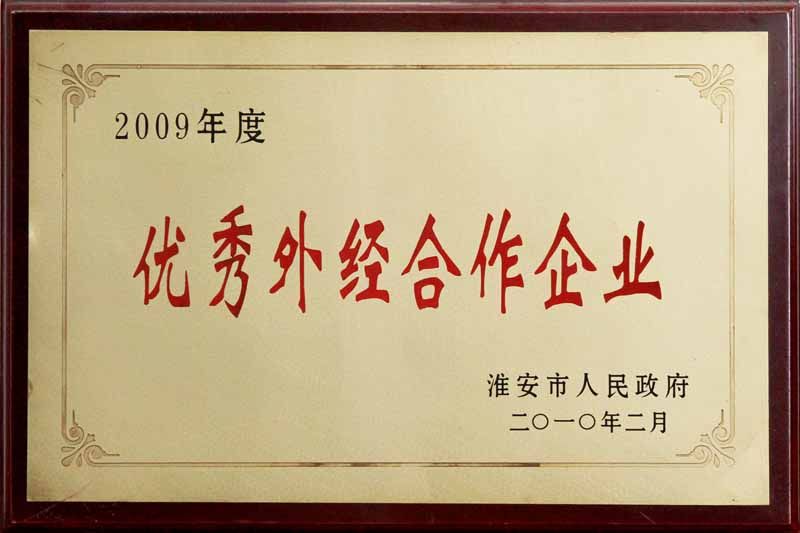 2009年度
优秀外经合作企业
淮安市人民政府
二〇一〇年二月